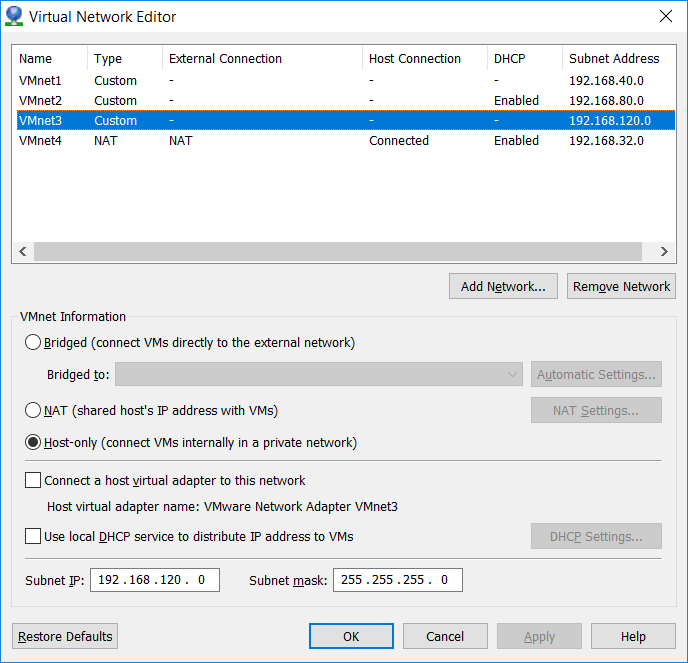 Virtual Network Editor
Name Type External Connection Host Connection DHCP Subnet Address
VMnet1 Custom - - - 192.168.40.0
VMnet2 Custom - - Enabled 192.168.80.0
VMnet3 Custom - - - 192.168.120.0
VMnet4 NAT NAT Connected Enabled 192.168.32.0
Add Network... Remove Network
VMnet Information
Bridged (connect VMs directly to the external network)
Bridged to: Automatic Settings...
NAT (shared host's IP address with VMs) NAT Settings...
Host-only (connect VMs internally in a private network)
Connect a host virtual adapter to this network
Host virtual adapter name: VMware Network Adapter VMnet3
Use local DHCP service to distribute IP address to VMs DHCP Settings...
Subnet IP: 192.168.120.0 Subnet mask: 255.255.255.0
Restore Defaults OK Cancel Apply Help